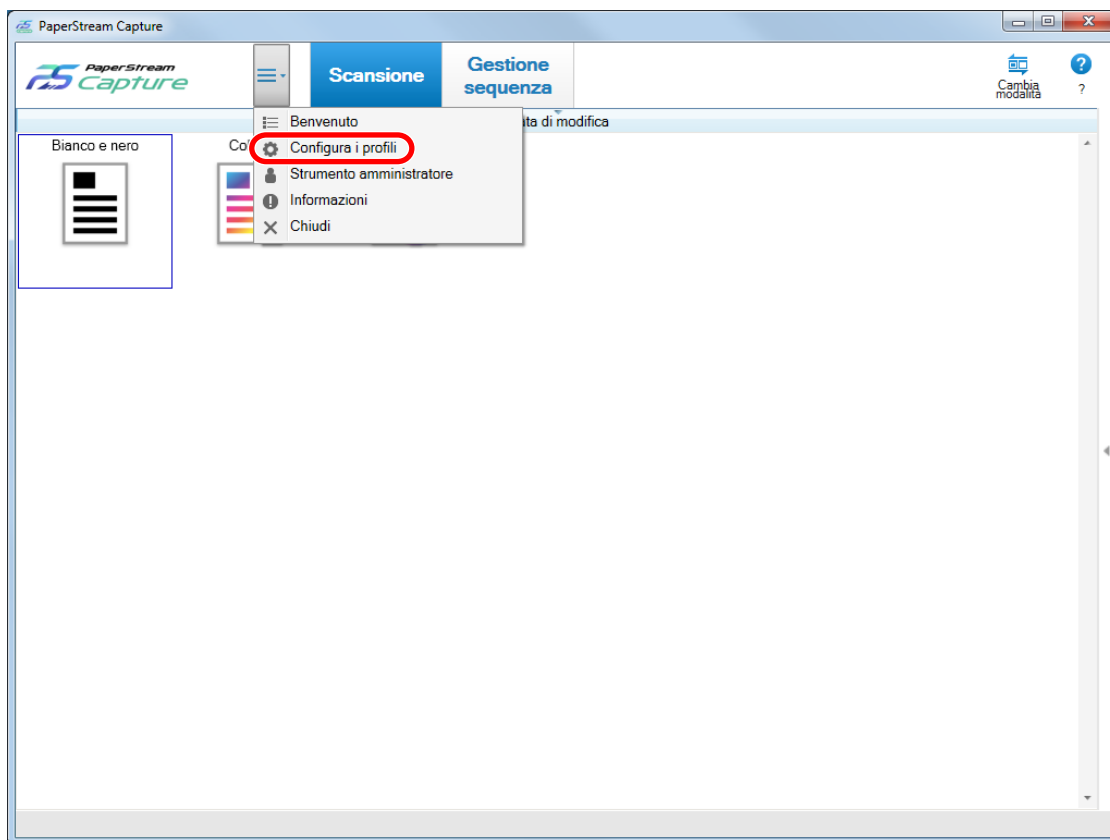 PaperStream Capture
PaperStream
Capture
Scansione
Gestione
sequenza
Cambia
modalità
?
?
Benvenuto
di modifica
Configura i profili
Strumento amministratore
Informazioni
Chiudi
Bianco e nero